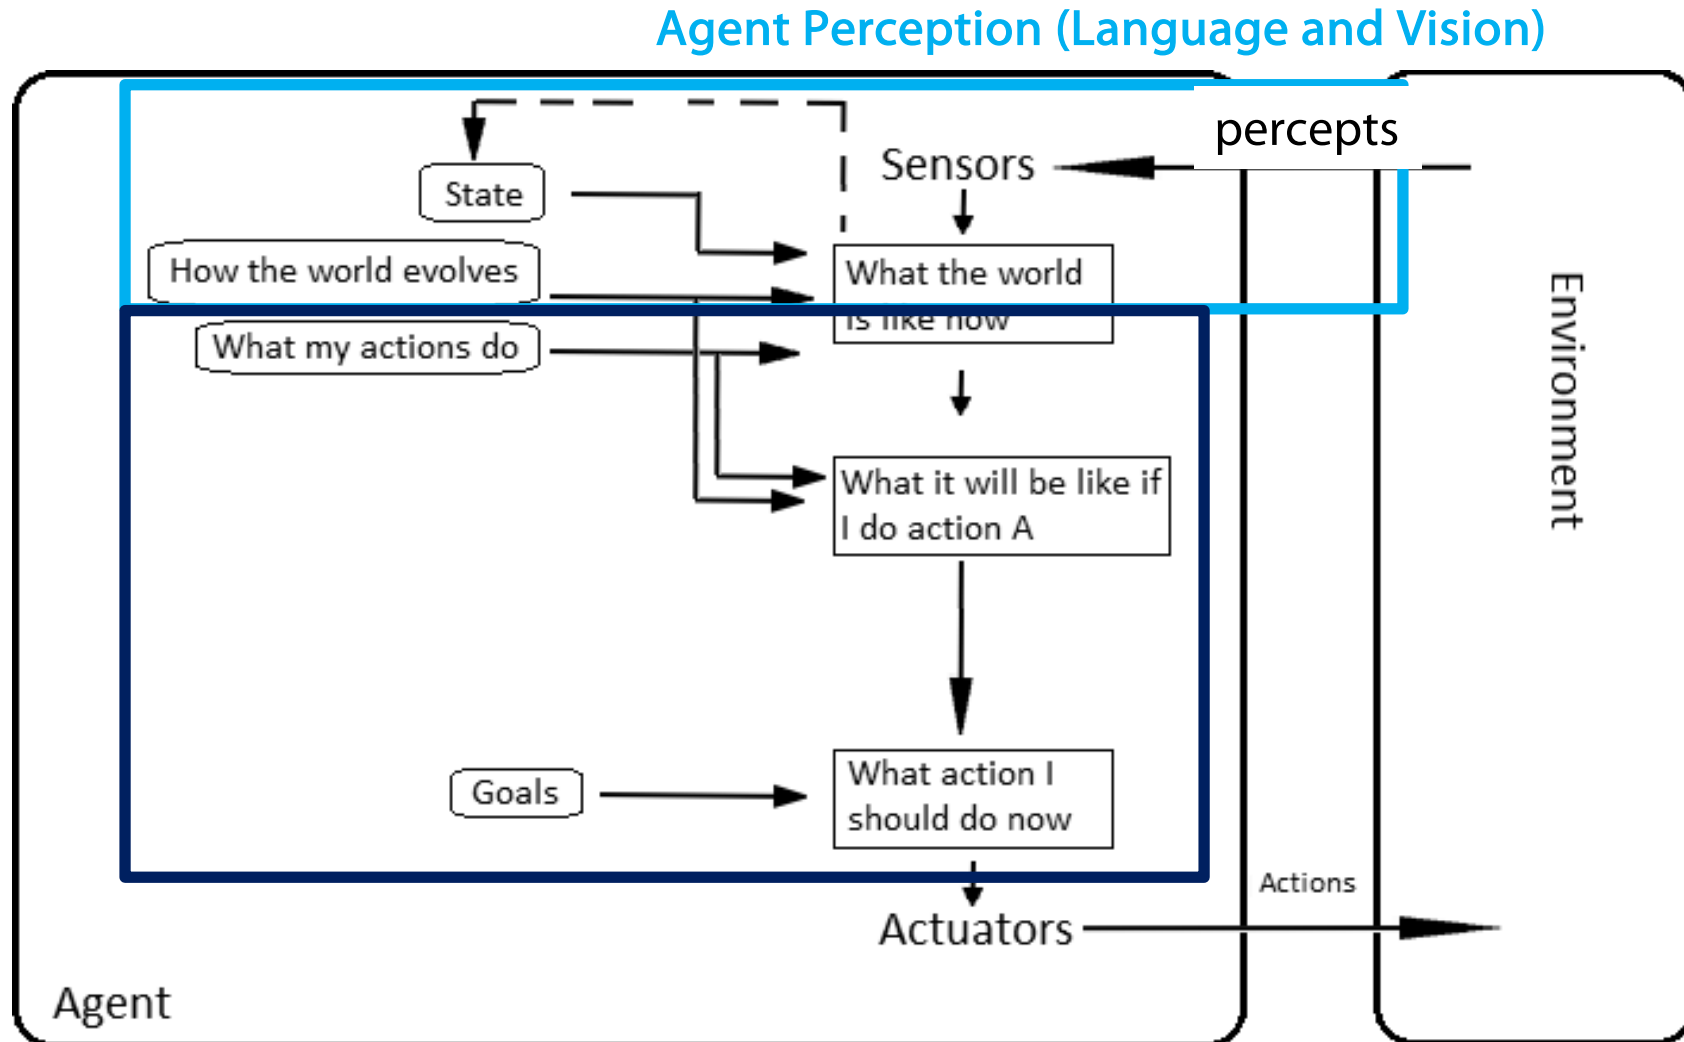 Agent Perception (Language and Vision)
percepts
Sensors
State
How the world evolves
What the world
is like now
What my actions do
What it will be like if
I do action A
Environment
Goals
What action I
should do now
Actions
Actuators
Agent